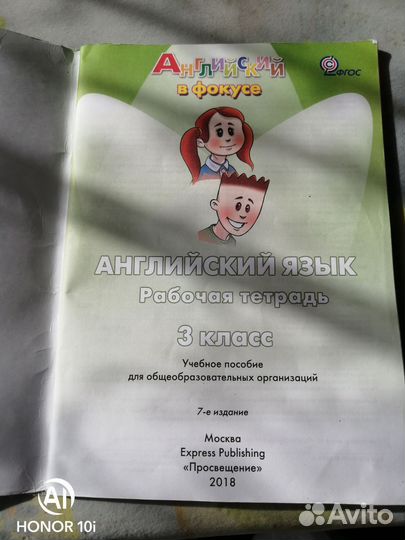 Английский
в фокусе
ФГОС
АНГЛИЙСКИЙ ЯЗЫК
Рабочая тетрадь
3 класс
Учебное пособие
для общеобразовательных организаций
7-е издание
Москва
Express Publishing
«Просвещение»
2018
AI
HONOR 10i
Avito